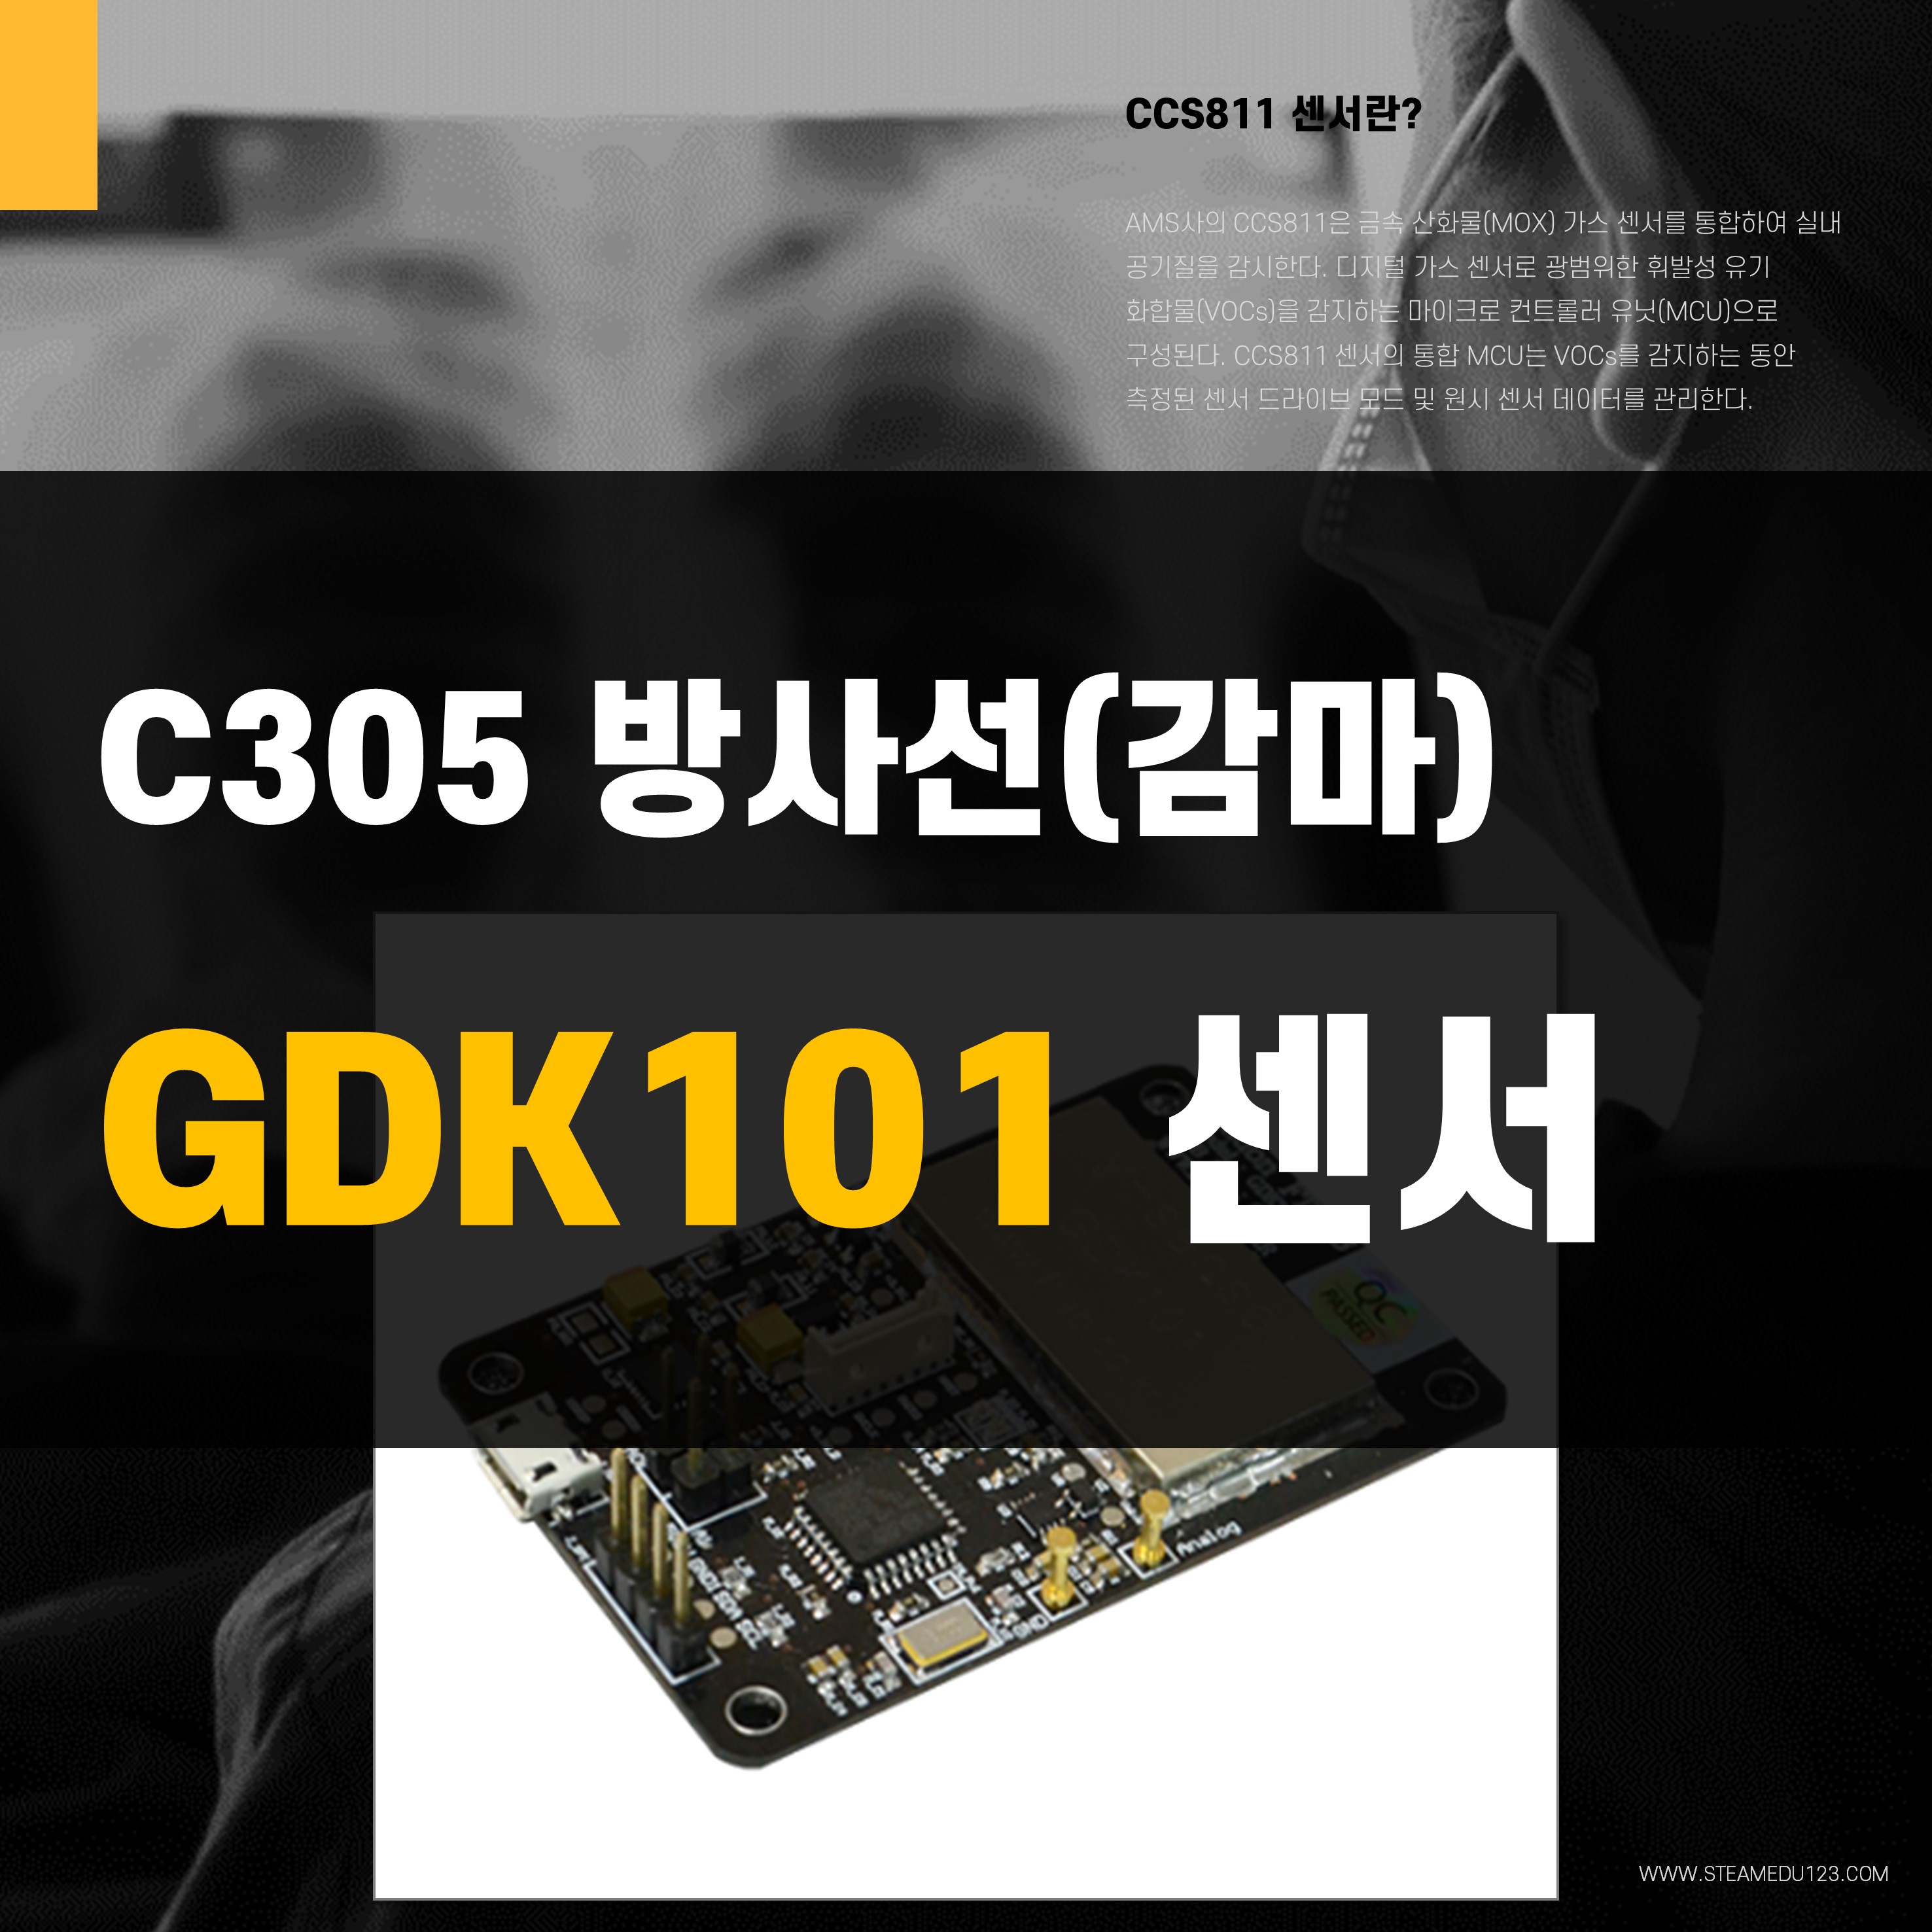 CCS811 센서란?
AMS사의 CCS811은 금속 산화물(MOX) 가스 센서를 통합하여 실내
공기질을 감시한다. 디지털 가스 센서로 광범위한 휘발성 유기
화합물(VOCs)을 감지하는 마이크로 컨트롤러 유닛(MCU)으로
구성된다. CCS811 센서의 통합 MCU는 VOCs를 감지하는 동안
측정된 센서 드라이브 모드 및 원시 센서 데이터를 관리한다.
C305 방사선(감마)
GDK101 센서
QC
PASSED
Analog
GND
WWW.STEAMEDU123.COM